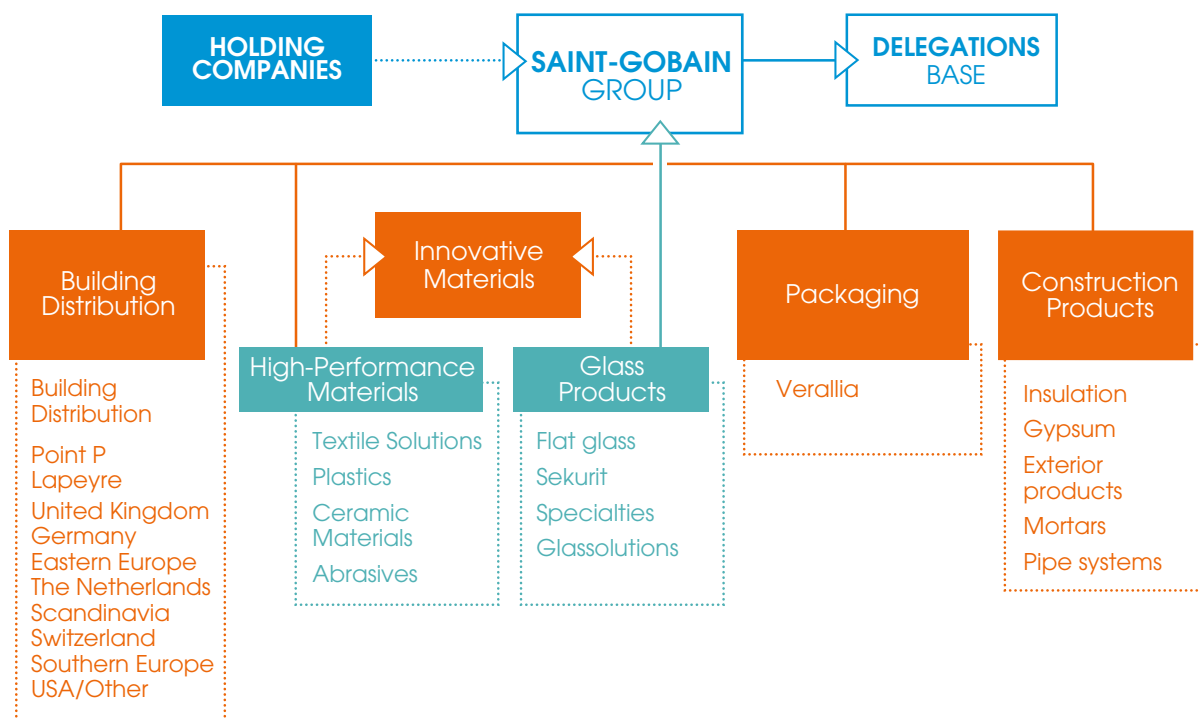 HOLDING
COMPANIES
SAINT-GOBAIN
GROUP
DELEGATIONS
BASE
Building
Distribution
Innovative
Materials
Packaging
Construction
Products
High-Performance
Materials
Glass
Products
Building
Distribution
Point P
Lapeyre
United Kingdom
Germany
Eastern Europe
The Netherlands
Scandinavia
Switzerland
Southern Europe
USA/Other
Textile Solutions
Plastics
Ceramic
Materials
Abrasives
Flat glass
Sekurit
Specialties
Glassolutions
Verallia
Insulation
Gypsum
Exterior
products
Mortars
Pipe systems